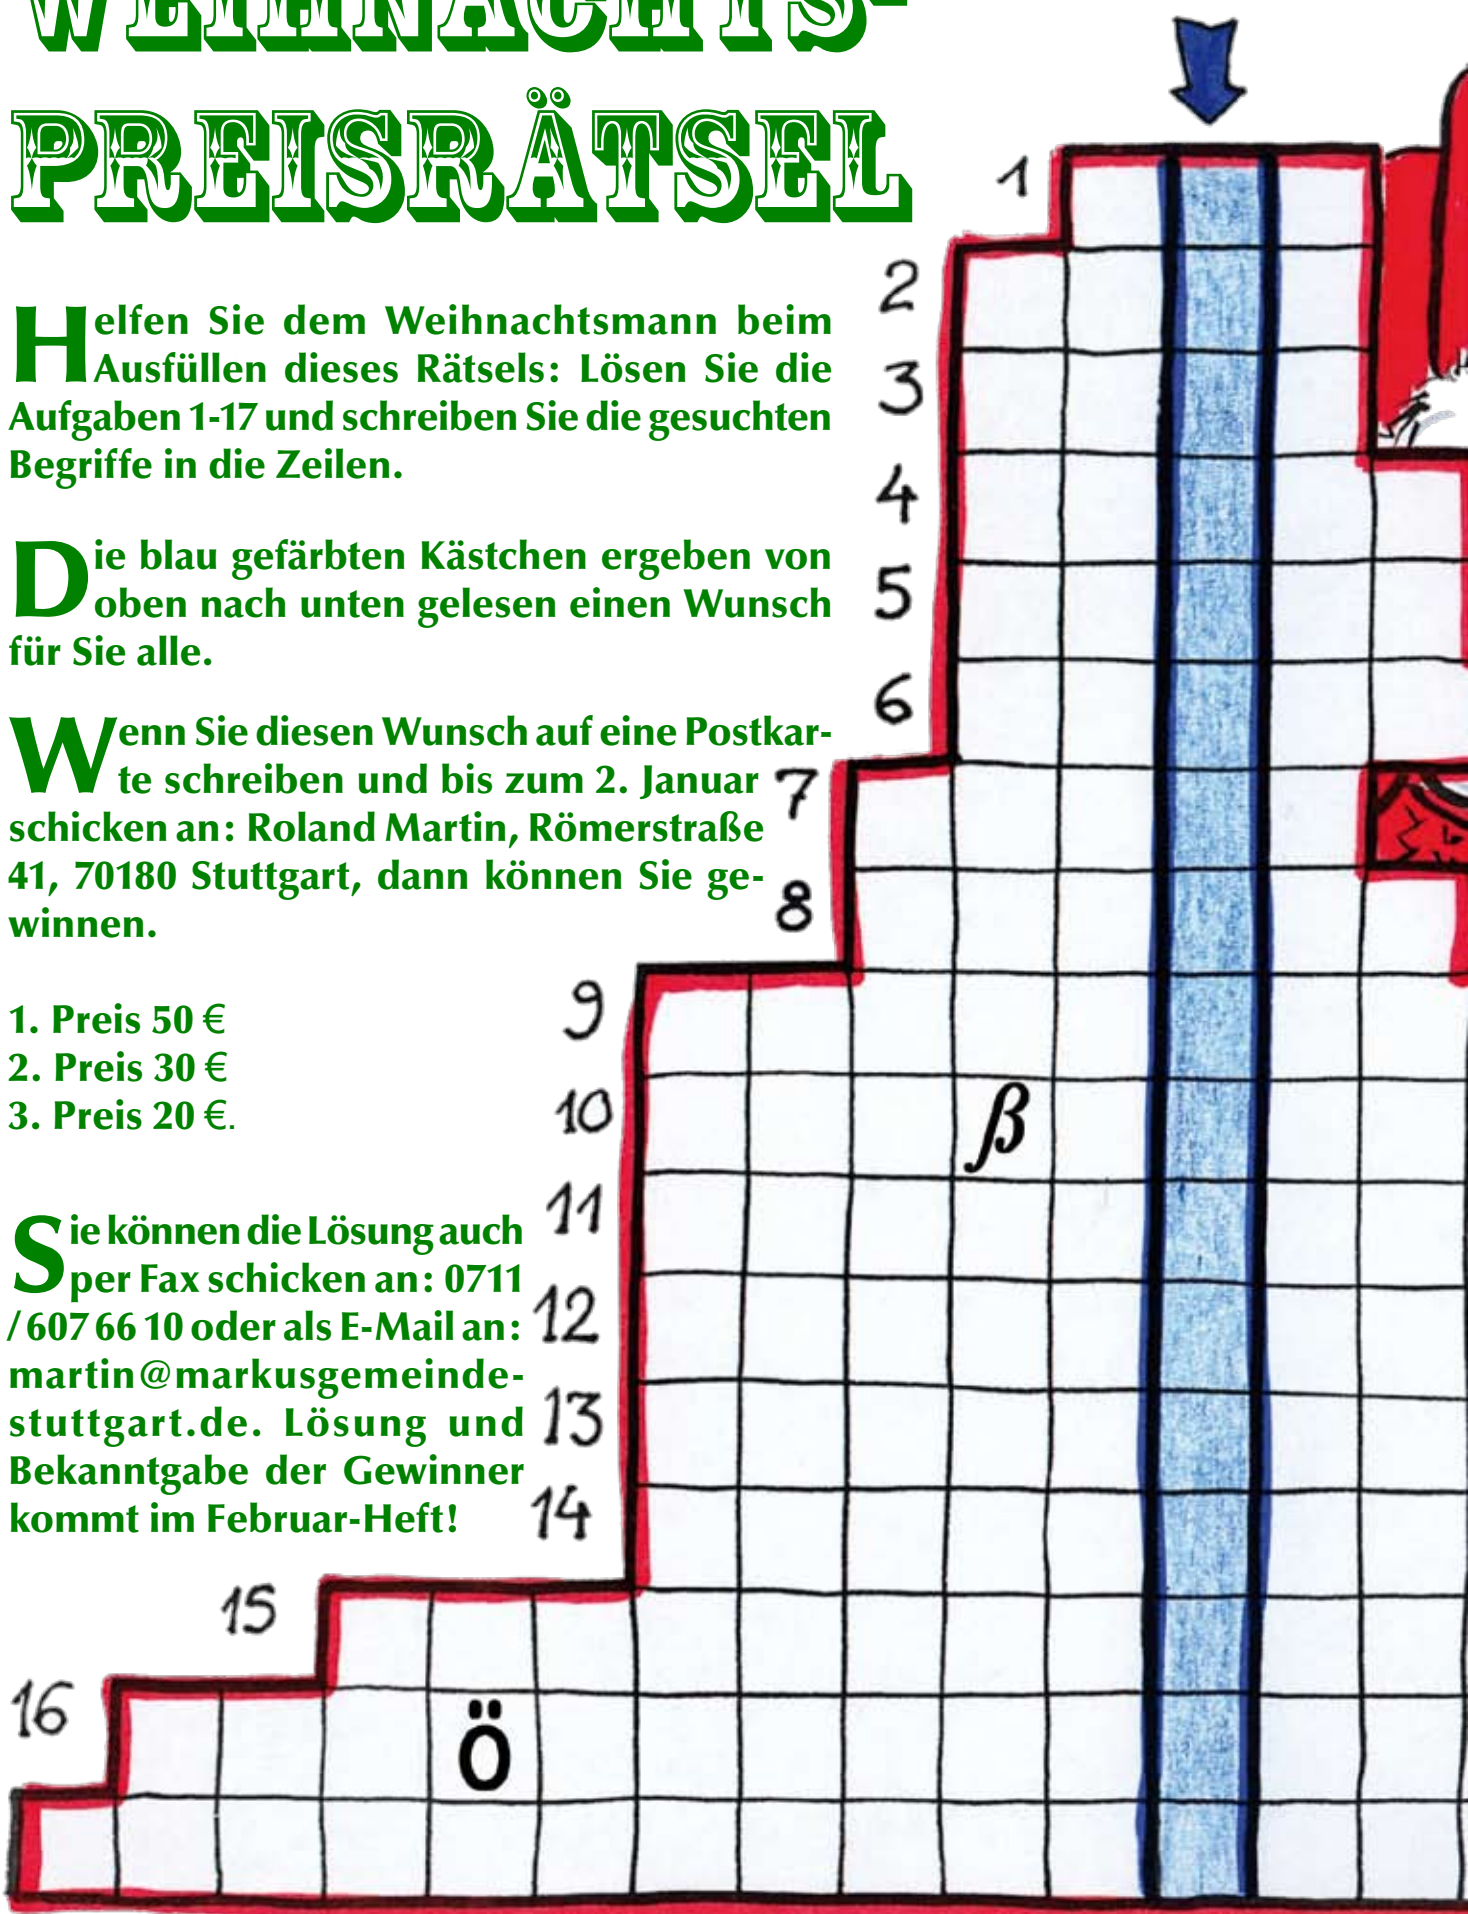 WEIHNACHTS-
PREISRÄTSEL
Helfen Sie dem Weihnachtsmann beim
Ausfüllen dieses Rätsels: Lösen Sie die
Aufgaben 1-17 und schreiben Sie die gesuchten
Begriffe in die Zeilen.
Die blau gefärbten Kästchen ergeben von
oben nach unten gelesen einen Wunsch
für Sie alle.
Wenn Sie diesen Wunsch auf eine Postkar-
te schreiben und bis zum 2. Januar
schicken an: Roland Martin, Römerstraße
41, 70180 Stuttgart, dann können Sie ge-
winnen.
1. Preis 50 €
2. Preis 30 €
3. Preis 20 €.
Sie können die Lösung auch
per Fax schicken an: 0711
/ 607 66 10 oder als E-Mail an:
martin@markusgemeinde-
stuttgart.de. Lösung und
Bekanntgabe der Gewinner
kommt im Februar-Heft!
1
2
3
4
5
6
7
8
9
10
ß
11
12
13
14
15
16
Ö